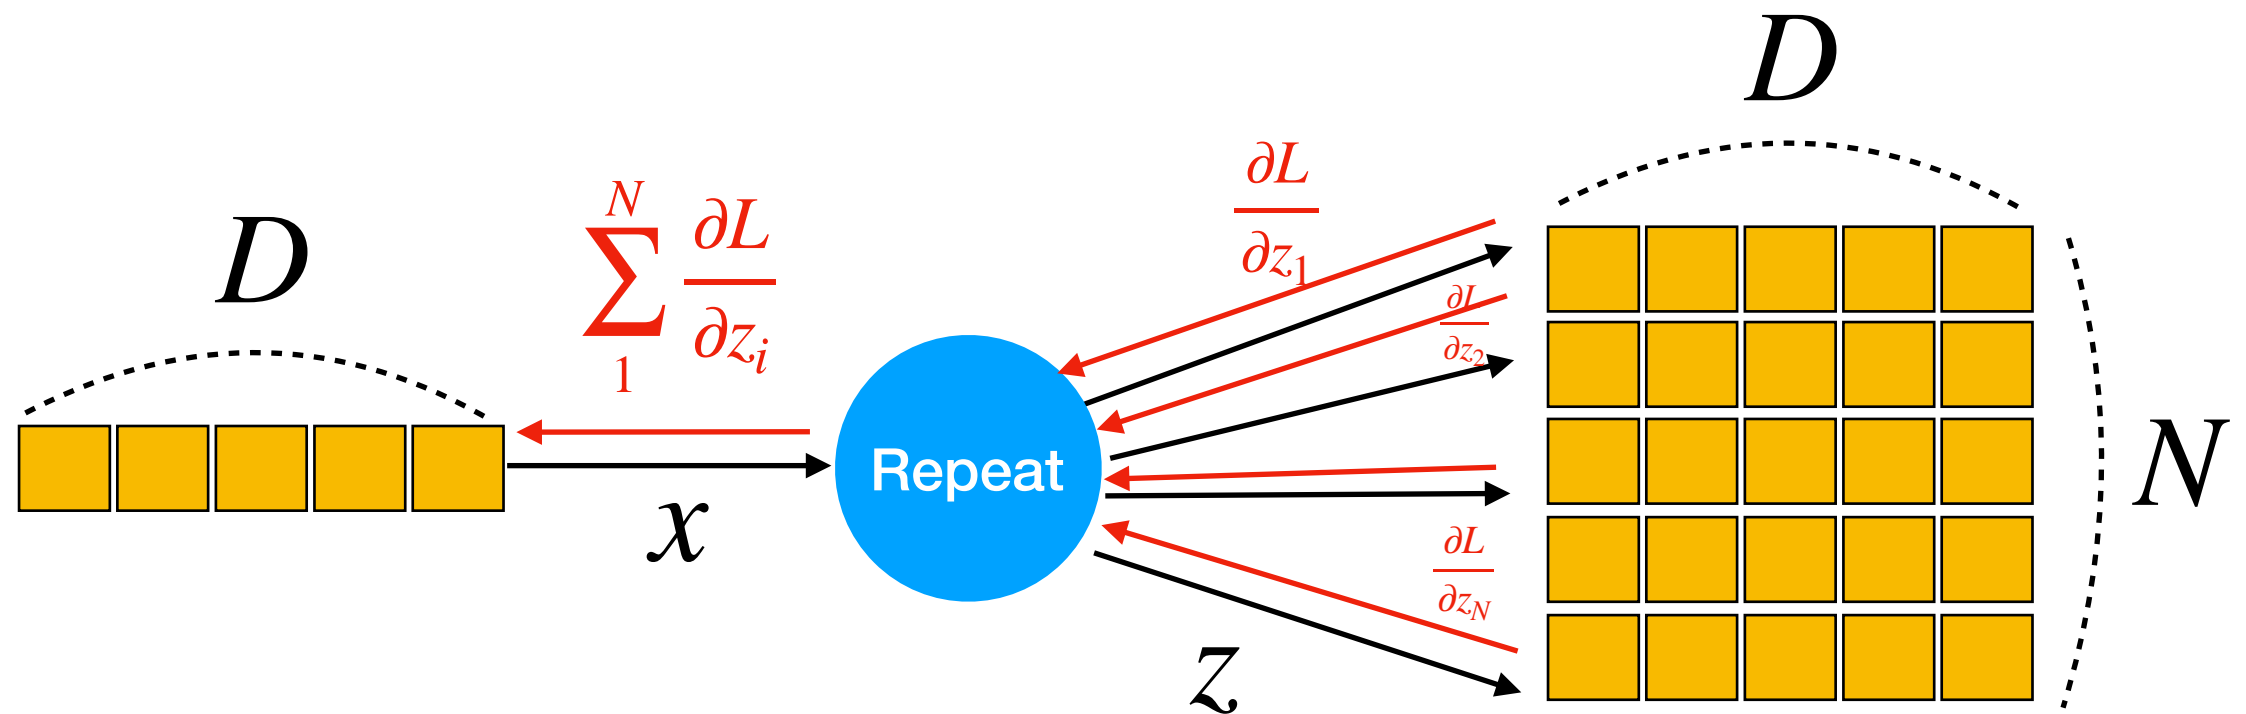 D
D
N
∑
1
∂L
∂z_i
∂L
∂z_1
∂L
∂z_2
Repeat
x
N
∂L
∂z_N
z